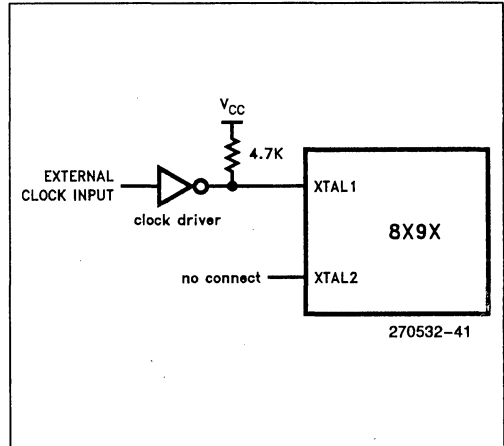 VCC
4.7K
EXTERNAL
CLOCK INPUT
clock driver
XTAL1
8X9X
no connect
XTAL2
270532-41